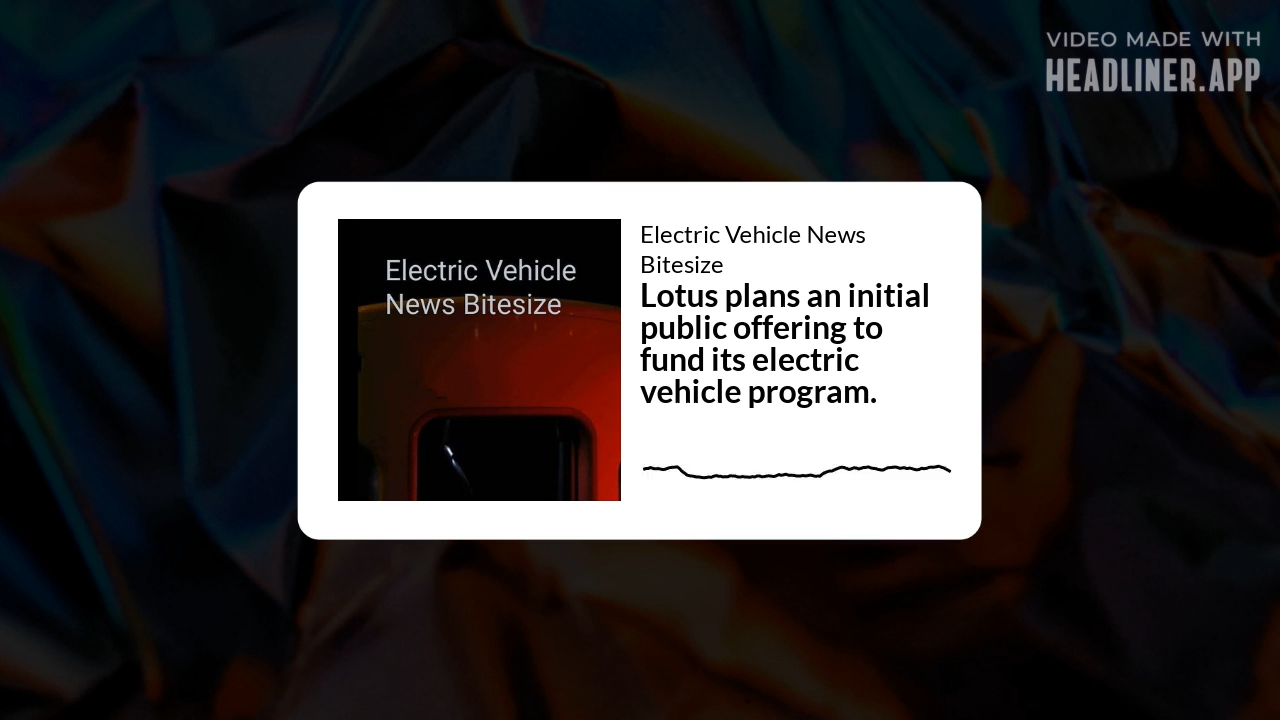 VIDEO MADE WITH
HEADLINER.APP
Electric Vehicle
News Bitesize
Electric Vehicle News
Bitesize
Lotus plans an initial
public offering to
fund its electric
vehicle program.